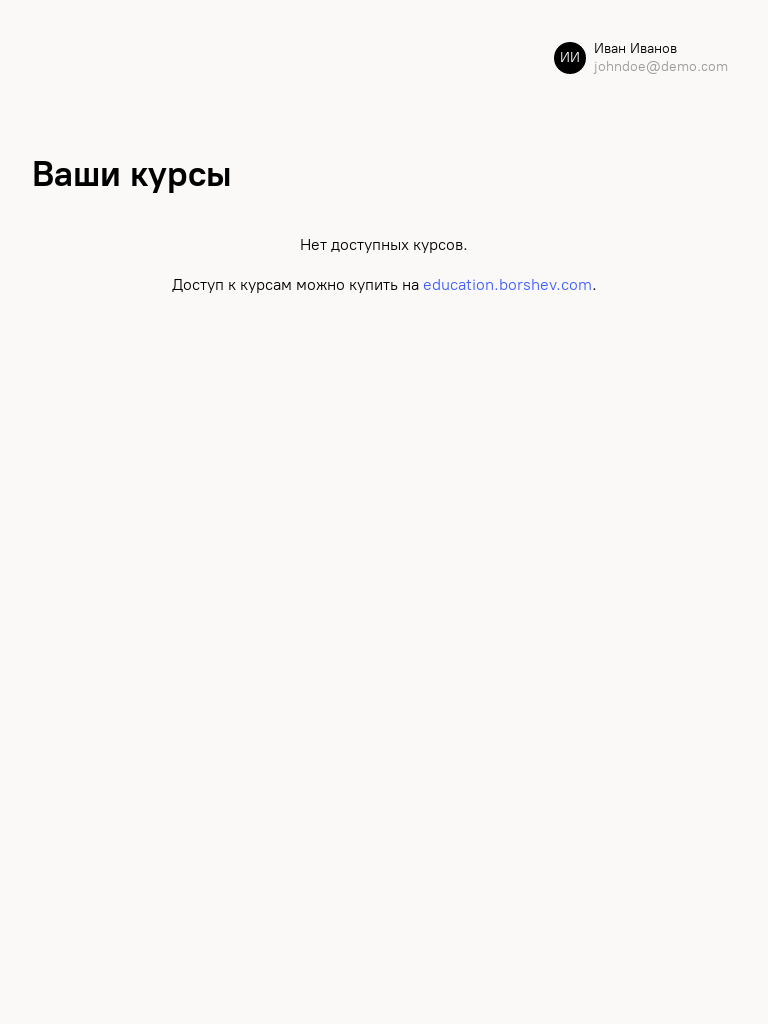 ИИ
Иван Иванов
johndoe@demo.com
Ваши курсы
Нет доступных курсов.
Доступ к курсам можно купить на education.borshev.com.